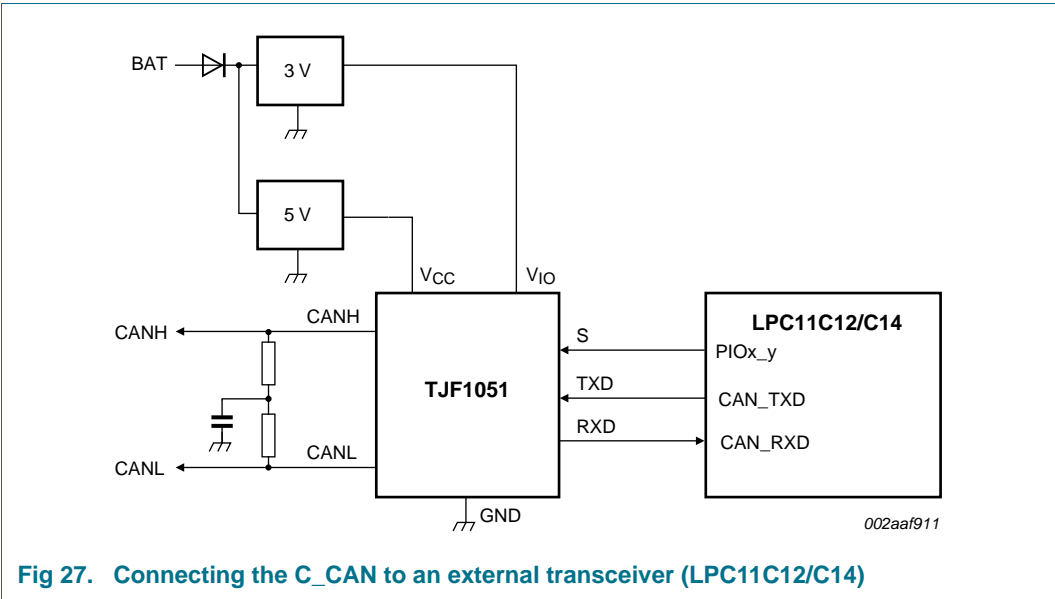 BAT
3 V
5 V
VCC
VIO
CANH
CANH
S
LPC11C12/C14
PIOx_y
TJF1051
TXD
CAN_TXD
RXD
CAN_RXD
CANL
CANL
GND
002aaf911
Fig 27. Connecting the C_CAN to an external transceiver (LPC11C12/C14)